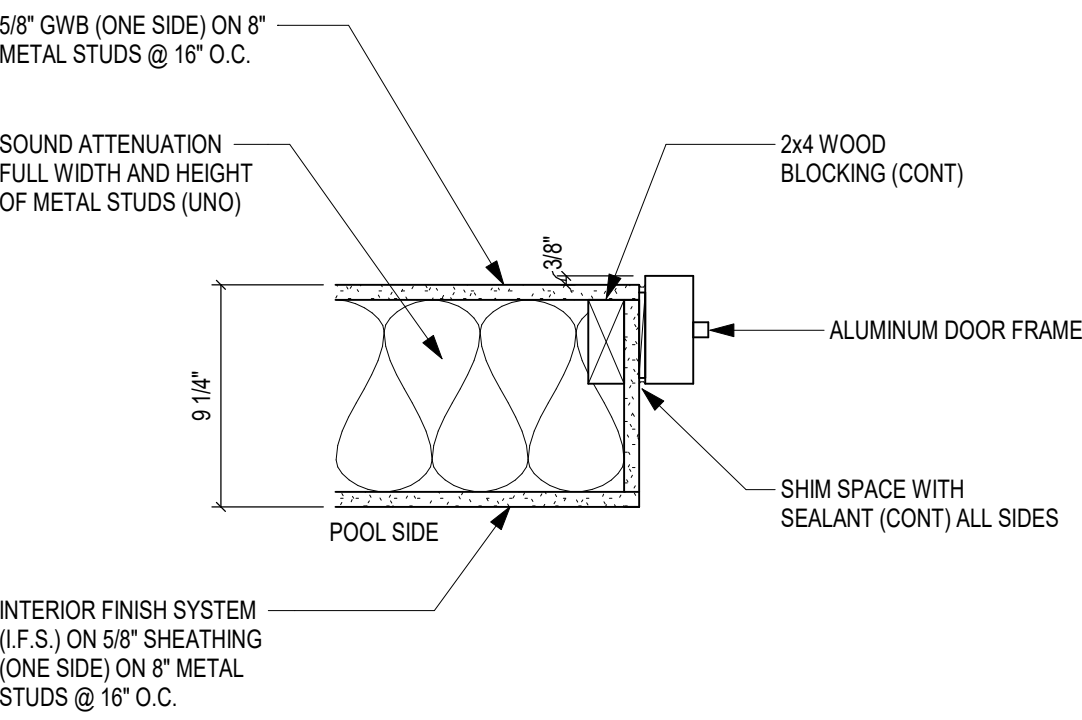 5/8" GWB (ONE SIDE) ON 8"
METAL STUDS @ 16" O.C.
SOUND ATTENUATION
FULL WIDTH AND HEIGHT
OF METAL STUDS (UNO)
2x4 WOOD
BLOCKING (CONT)
3/8"
ALUMINUM DOOR FRAME
9 1/4"
SHIM SPACE WITH
SEALANT (CONT) ALL SIDES
POOL SIDE
INTERIOR FINISH SYSTEM
(I.F.S.) ON 5/8" SHEATHING
(ONE SIDE) ON 8" METAL
STUDS @ 16" O.C.